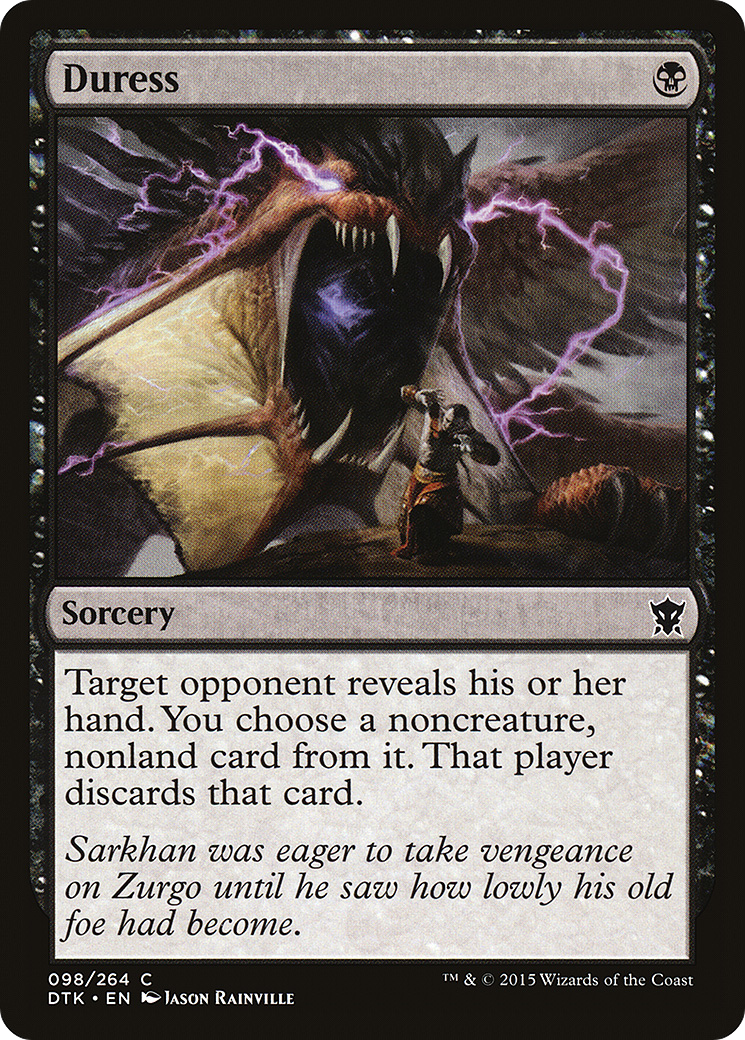 Duress
Sorcery
Target opponent reveals his or her
hand. You choose a noncreature,
nonland card from it. That player
discards that card.
Sarkhan was eager to take vengeance
on Zurgo until he saw how lowly his old
foe had become.
098/264 C
™ & © 2015 Wizards of the Coast
DTK • EN Jason Rainville